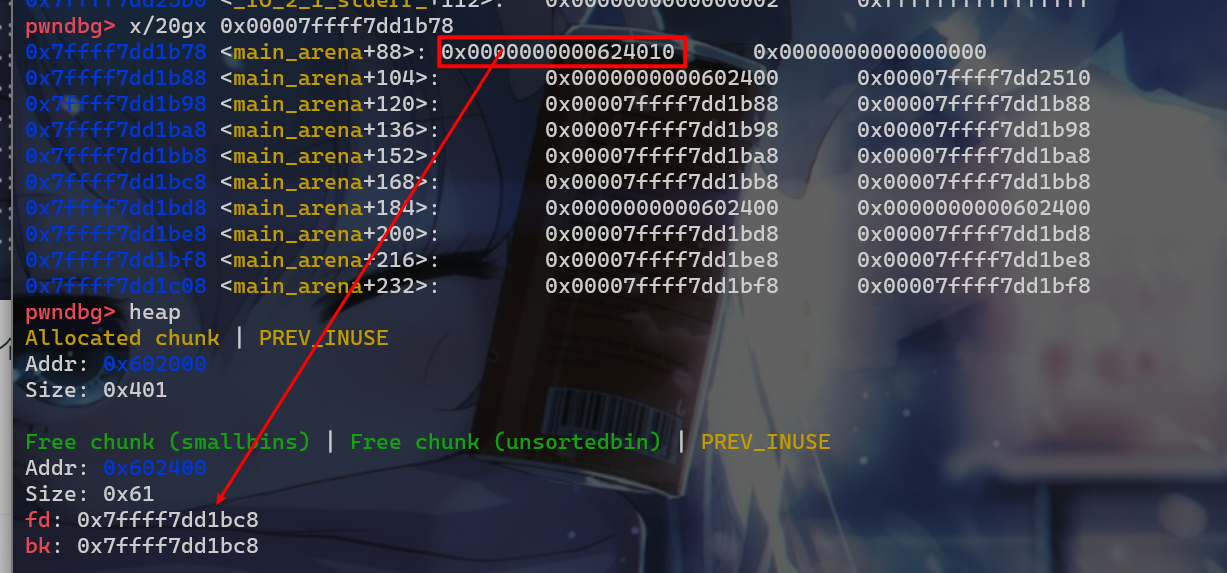 pwndbg> x/20gx 0x00007ffff7dd1b78
0x7ffff7dd1b78 <main_arena+88>: 0x0000000000624010 0x0000000000000000
0x7ffff7dd1b88 <main_arena+104>: 0x0000000000602400 0x00007ffff7dd2510
0x7ffff7dd1b98 <main_arena+120>: 0x00007ffff7dd1b88 0x00007ffff7dd1b88
0x7ffff7dd1ba8 <main_arena+136>: 0x00007ffff7dd1b98 0x00007ffff7dd1b98
0x7ffff7dd1bb8 <main_arena+152>: 0x00007ffff7dd1ba8 0x00007ffff7dd1ba8
0x7ffff7dd1bc8 <main_arena+168>: 0x00007ffff7dd1bb8 0x00007ffff7dd1bb8
0x7ffff7dd1bd8 <main_arena+184>: 0x0000000000602400 0x0000000000602400
0x7ffff7dd1be8 <main_arena+200>: 0x00007ffff7dd1bd8 0x00007ffff7dd1bd8
0x7ffff7dd1bf8 <main_arena+216>: 0x00007ffff7dd1be8 0x00007ffff7dd1be8
0x7ffff7dd1c08 <main_arena+232>: 0x00007ffff7dd1bf8 0x00007ffff7dd1bf8
pwndbg> heap
Allocated chunk | PREV_INUSE
Addr: 0x602000
Size: 0x401
Free chunk (smallbins) | Free chunk (unsortedbin) | PREV_INUSE
Addr: 0x602400
Size: 0x61
fd: 0x7ffff7dd1bc8
bk: 0x7ffff7dd1bc8